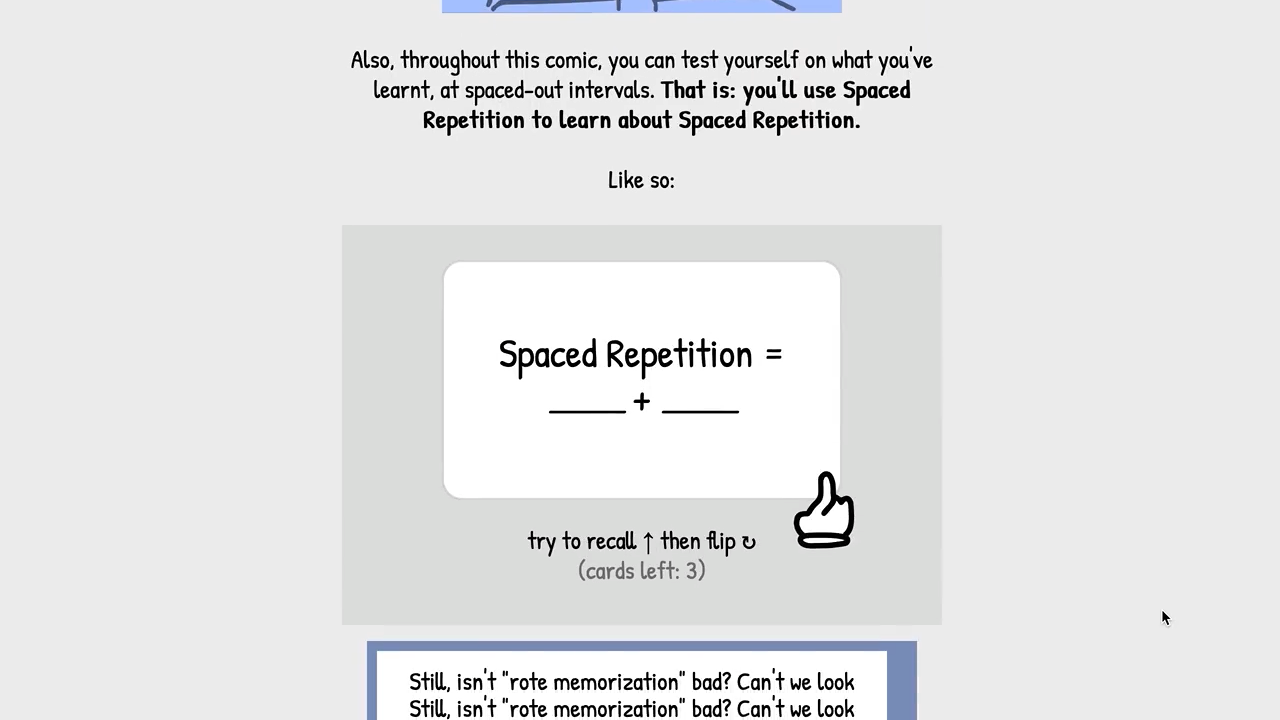 Also, throughout this comic, you can test yourself on what you've
learnt, at spaced-out intervals. That is: you'll use Spaced
Repetition to learn about Spaced Repetition.
Like so:
Spaced Repetition =
_____ + _____
try to recall ↑ then flip ↻
(cards left: 3)
Still, isn't "rote memorization" bad? Can't we look
Still, isn't "rote memorization" bad? Can't we look